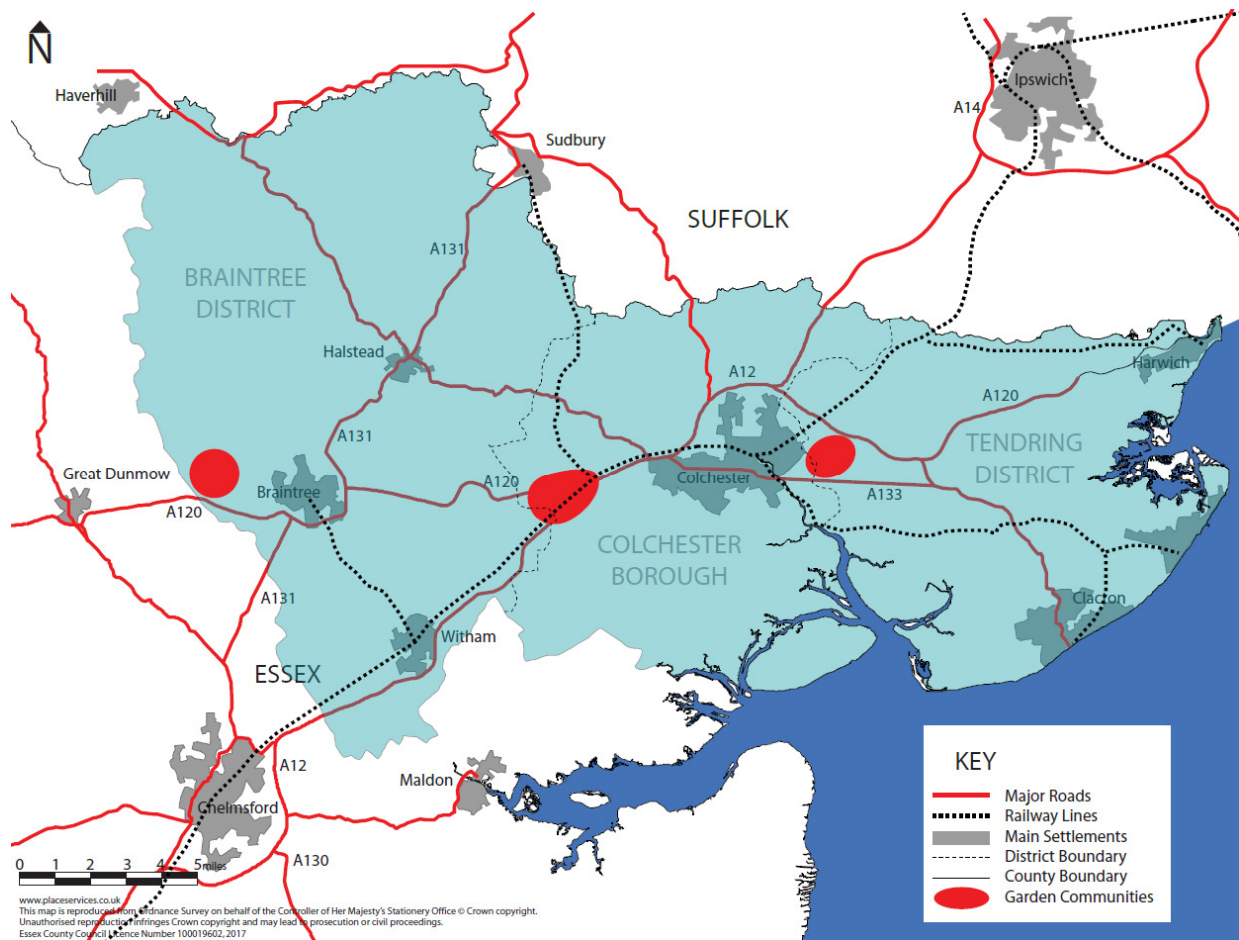 N
Haverhill
Ipswich
A14
Sudbury
SUFFOLK
A131
BRAINTREE
DISTRICT
Halstead
Harwich
A12
A120
A131
TENDRING
DISTRICT
Great Dunmow
Braintree
A120
Colchester
A133
A120
COLCHESTER
BOROUGH
A131
Clacton
Witham
ESSEX
KEY
Major Roads
Railway Lines
Main Settlements
District Boundary
County Boundary
Garden Communities
A12
Maldon
Chelmsford
A130
0 1 2 3 4 5 miles
www.placeservices.co.uk
This map is reproduced from Ordnance Survey on behalf of the Controller of Her Majesty's Stationery Office © Crown copyright.
Unauthorised reproduction infringes Crown copyright and may lead to prosecution or civil proceedings.
Essex County Council Licence Number 100019602, 2017